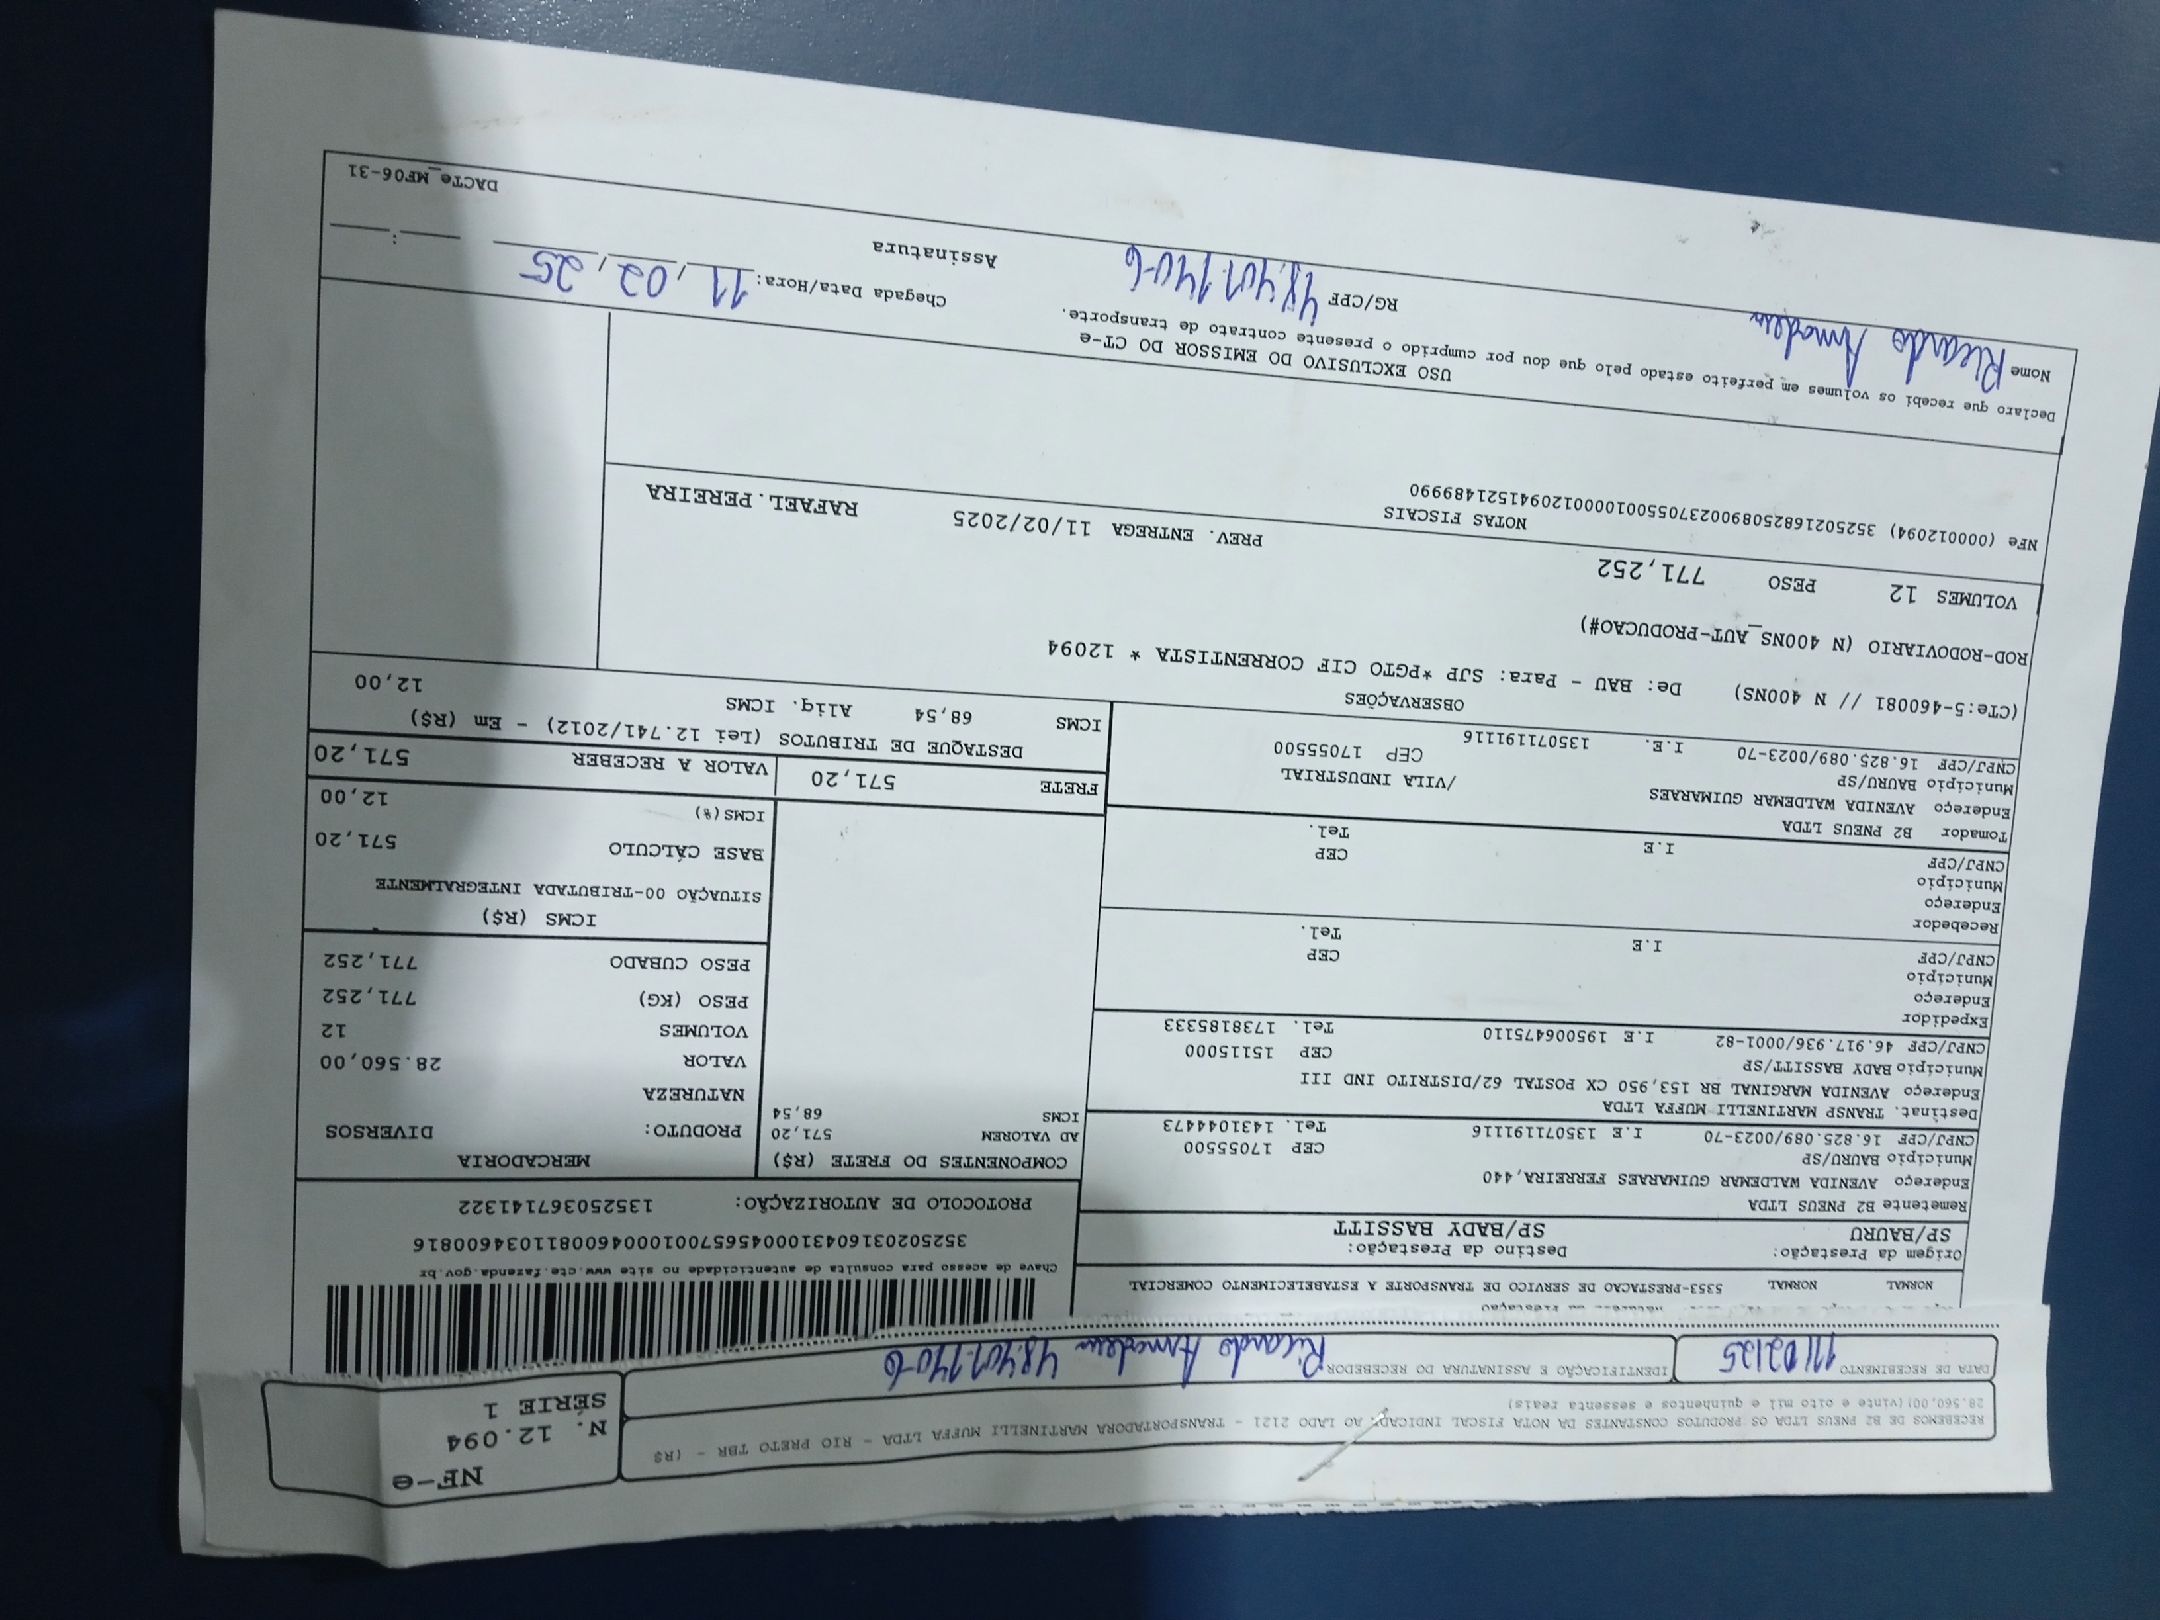 NF-e
N. 12.094
SÉRIE 1
RECEBEMOS DE B2 PNEUS LTDA OS PRODUTOS CONSTANTES DA NOTA FISCAL INDICADA AO LADO 2121 - TRANSPORTADORA MARTINELLI MUFFA LTDA - RIO PRETO TBR - (R$
28.560,00)(vinte e oito mil e quinhentos e sessenta reais)
DATA DE RECEBIMENTO 11/02/25
IDENTIFICAÇÃO E ASSINATURA DO RECEBEDOR Ricardo 48.401.140-6
NORMAL NORMAL 5353-PRESTACAO DE SERVICO DE TRANSPORTE A ESTABELECIMENTO COMERCIAL
Origem da Prestação: Destino da Prestação:
SP/BAURU SP/BADY BASSITT
Remetente B2 PNEUS LTDA
Endereço AVENIDA WALDEMAR GUIMARAES FERREIRA,440
Município BAURU/SP CEP 17055500
CNPJ/CPF 16.825.089/0023-70 I.E 135071191116 Tel. 1431044473
Destinat. TRANSP MARTINELLI MUFFA LTDA
Endereço AVENIDA MARGINAL BR 153,950 CX POSTAL 62/DISTRITO IND III
Município BADY BASSITT/SP CEP 15115000
CNPJ/CPF 46.917.936/0001-82 I.E 195006475110 Tel. 1738185333
Expedidor
Endereço
Município CEP
CNPJ/CPF I.E Tel.
Recebedor
Endereço
Município CEP
CNPJ/CPF I.E Tel.
Tomador B2 PNEUS LTDA
Endereço AVENIDA WALDEMAR GUIMARAES /VILA INDUSTRIAL
Município BAURU/SP CEP 17055500
CNPJ/CPF 16.825.089/0023-70 I.E. 135071191116
Chave de acesso para consulta de autenticidade no site www.cte.fazenda.gov.br
35250203160431000456570010004600811034600816
PROTOCOLO DE AUTORIZAÇÃO: 135250367141322
COMPONENTES DO FRETE (R$)
AD VALOREM 571,20
ICMS 68,54
MERCADORIA
PRODUTO: DIVERSOS
NATUREZA
VALOR 28.560,00
VOLUMES 12
PESO (KG) 771,252
PESO CUBADO 771,252
ICMS (R$)
SITUAÇÃO 00-TRIBUTADA INTEGRALMENTE
BASE CÁLCULO 571,20
ICMS(%) 12,00
FRETE 571,20 VALOR A RECEBER 571,20
DESTAQUE DE TRIBUTOS (Lei 12.741/2012) - Em (R$)
ICMS 68,54 Aliq. ICMS 12,00
OBSERVAÇÕES
(CTe:5-460081 // N 400NS) De: BAU - Para: SJP *PGTO CIF CORRENTISTA * 12094
ROD-RODOVIARIO (N 400NS_AUT-PRODUCAO#)
VOLUMES 12 PESO 771,252 PREV. ENTREGA 11/02/2025 RAFAEL.PEREIRA
NOTAS FISCAIS
NFe (000012094) 35250216825089002370550010000120941521489990
USO EXCLUSIVO DO EMISSOR DO CT-e
Declaro que recebi os volumes em perfeito estado pelo que dou por cumprido o presente contrato de transporte.
Nome Ricardo RG/CPF 48.401.140-6 Chegada Data/Hora: 11/02/25 :
Assinatura
DACTe_MF06-31